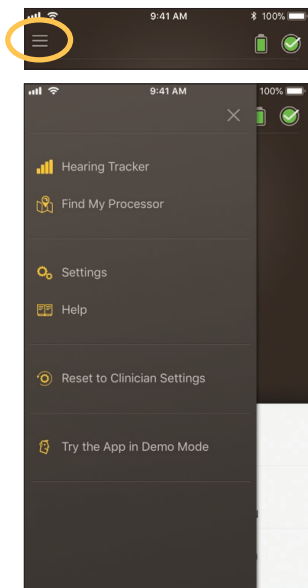 9:41 AM 100%
9:41 AM 100%
Hearing Tracker
Find My Processor
Settings
Help
Reset to Clinician Settings
Try the App in Demo Mode